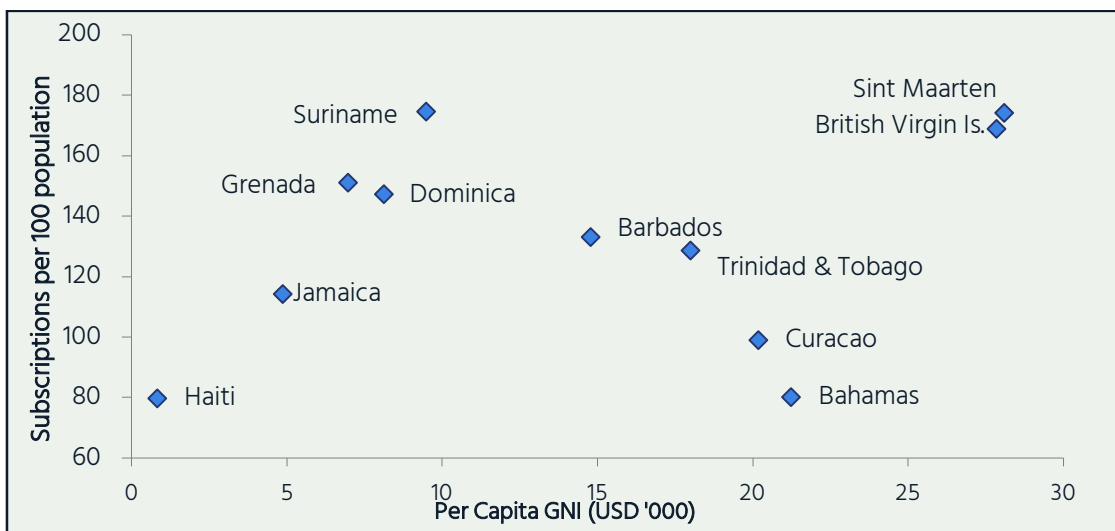 Subscriptions per 100 population
200
180
160
140
120
100
80
60
Sint Maarten
British Virgin Is.
Suriname
Grenada
Dominica
Barbados
Trinidad & Tobago
Jamaica
Curacao
Haiti
Bahamas
0 5 10 15 20 25 30
Per Capita GNI (USD '000)